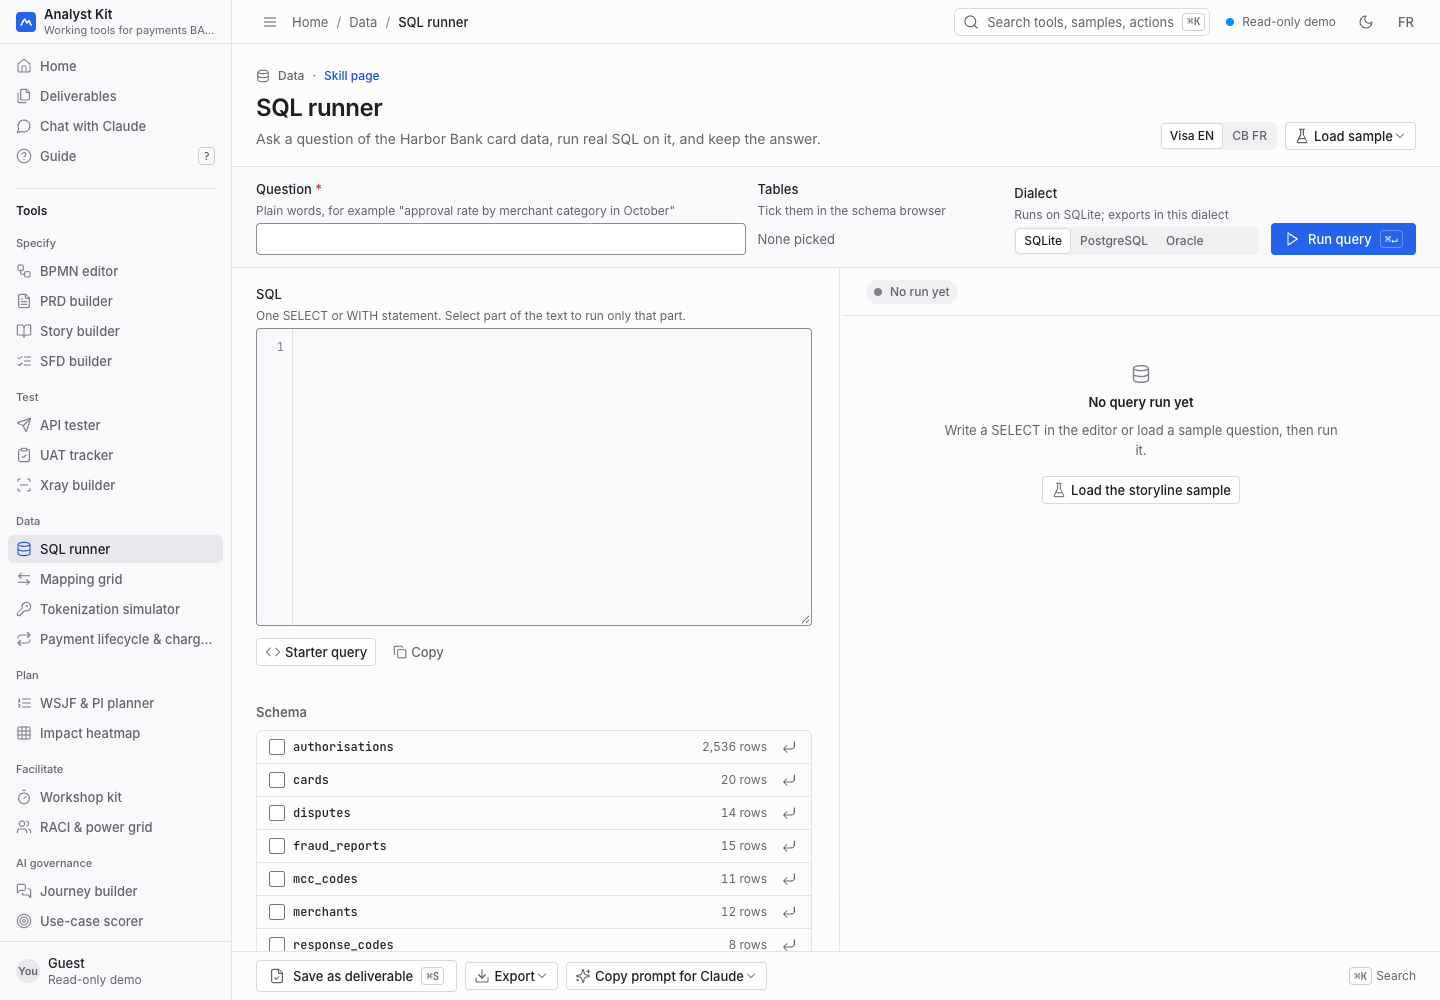 Analyst Kit
Working tools for payments BA...
Home
Deliverables
Chat with Claude
Guide ?
Tools
Specify
BPMN editor
PRD builder
Story builder
SFD builder
Test
API tester
UAT tracker
Xray builder
Data
SQL runner
Mapping grid
Tokenization simulator
Payment lifecycle & charg...
Plan
WSJF & PI planner
Impact heatmap
Facilitate
Workshop kit
RACI & power grid
AI governance
Journey builder
Use-case scorer
You
Guest
Read-only demo
Home / Data / SQL runner
Search tools, samples, actions ⌘K
Read-only demo
FR
Data · Skill page
SQL runner
Ask a question of the Harbor Bank card data, run real SQL on it, and keep the answer.
Visa EN CB FR
Load sample
Question *
Plain words, for example "approval rate by merchant category in October"
Tables
Tick them in the schema browser
None picked
Dialect
Runs on SQLite; exports in this dialect
SQLite PostgreSQL Oracle
Run query ⌘↵
SQL
One SELECT or WITH statement. Select part of the text to run only that part.
1
Starter query Copy
Schema
authorisations 2,536 rows
cards 20 rows
disputes 14 rows
fraud_reports 15 rows
mcc_codes 11 rows
merchants 12 rows
response_codes 8 rows
No run yet
No query run yet
Write a SELECT in the editor or load a sample question, then run
it.
Load the storyline sample
Save as deliverable ⌘S
Export
Copy prompt for Claude
⌘K Search